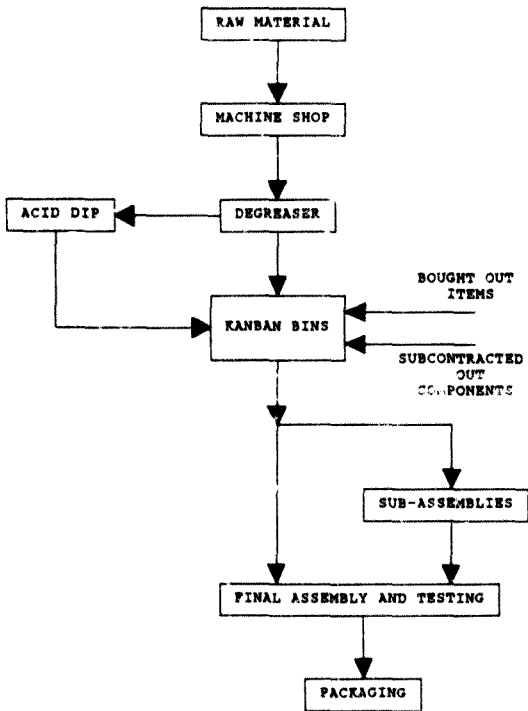 RAW MATERIAL
MACHINE SHOP
ACID DIP
DEGREASER
BOUGHT OUT
ITEMS
KANBAN BINS
SUBCONTRACTED
OUT
COMPONENTS
SUB-ASSEMBLIES
FINAL ASSEMBLY AND TESTING
PACKAGING